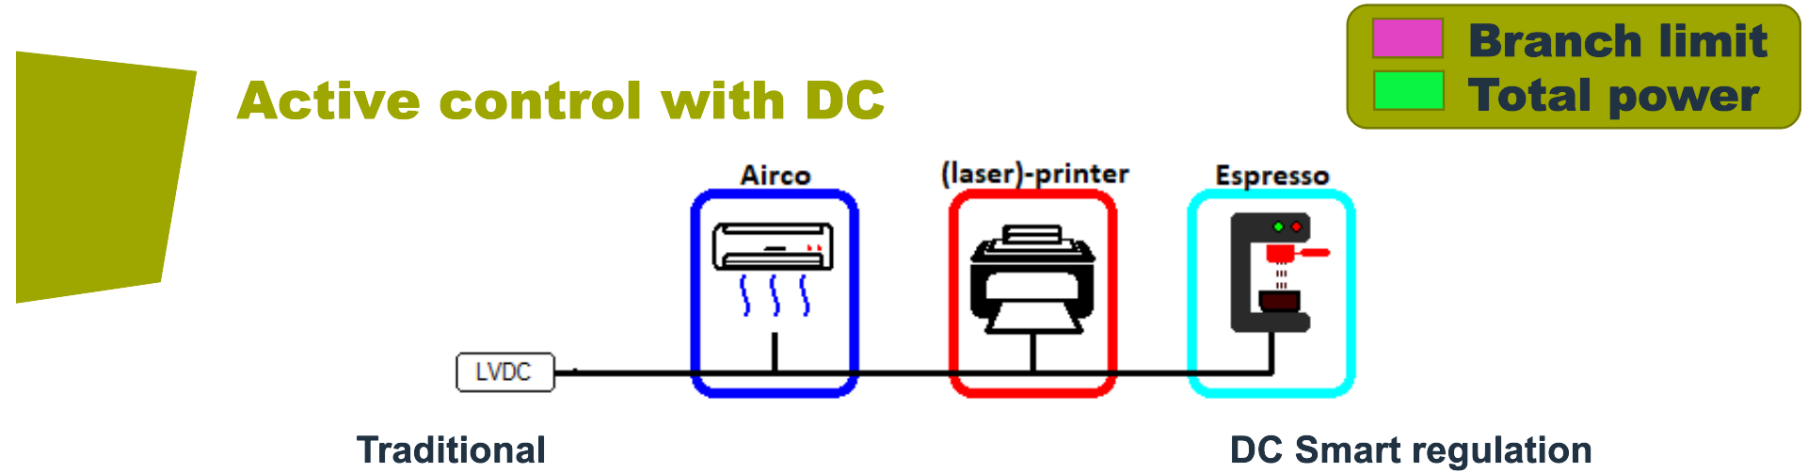 Branch limit
Total power
Active control with DC
Airco
(laser)-printer
Espresso
LVDC
Traditional
DC Smart regulation